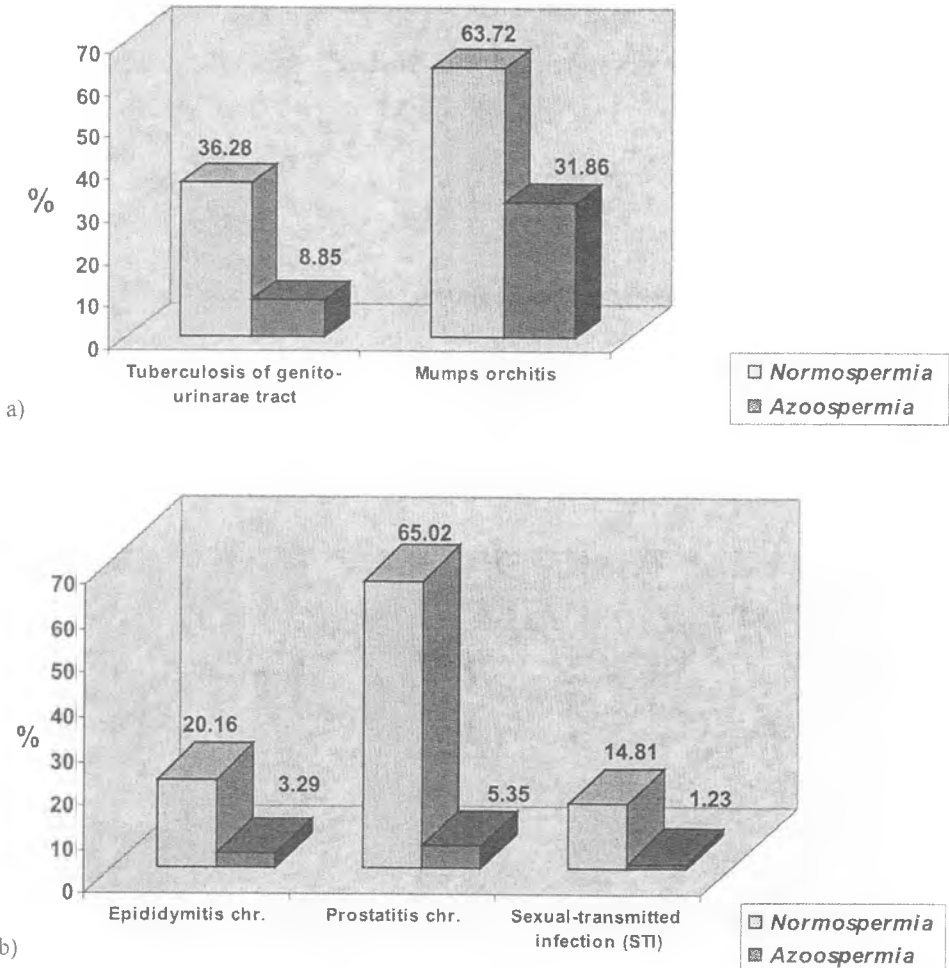 70
60
50
40
30
20
10
0
%
36.28
8.85
63.72
31.86
Tuberculosis of genito-
urinarae tract
Mumps orchitis
Normospermia
Azoospermia
a)
70
60
50
40
30
20
10
0
%
20.16
3.29
65.02
5.35
14.81
1.23
Epididymitis chr.
Prostatitis chr.
Sexual-transmitted
infection (STI)
Normospermia
Azoospermia
b)